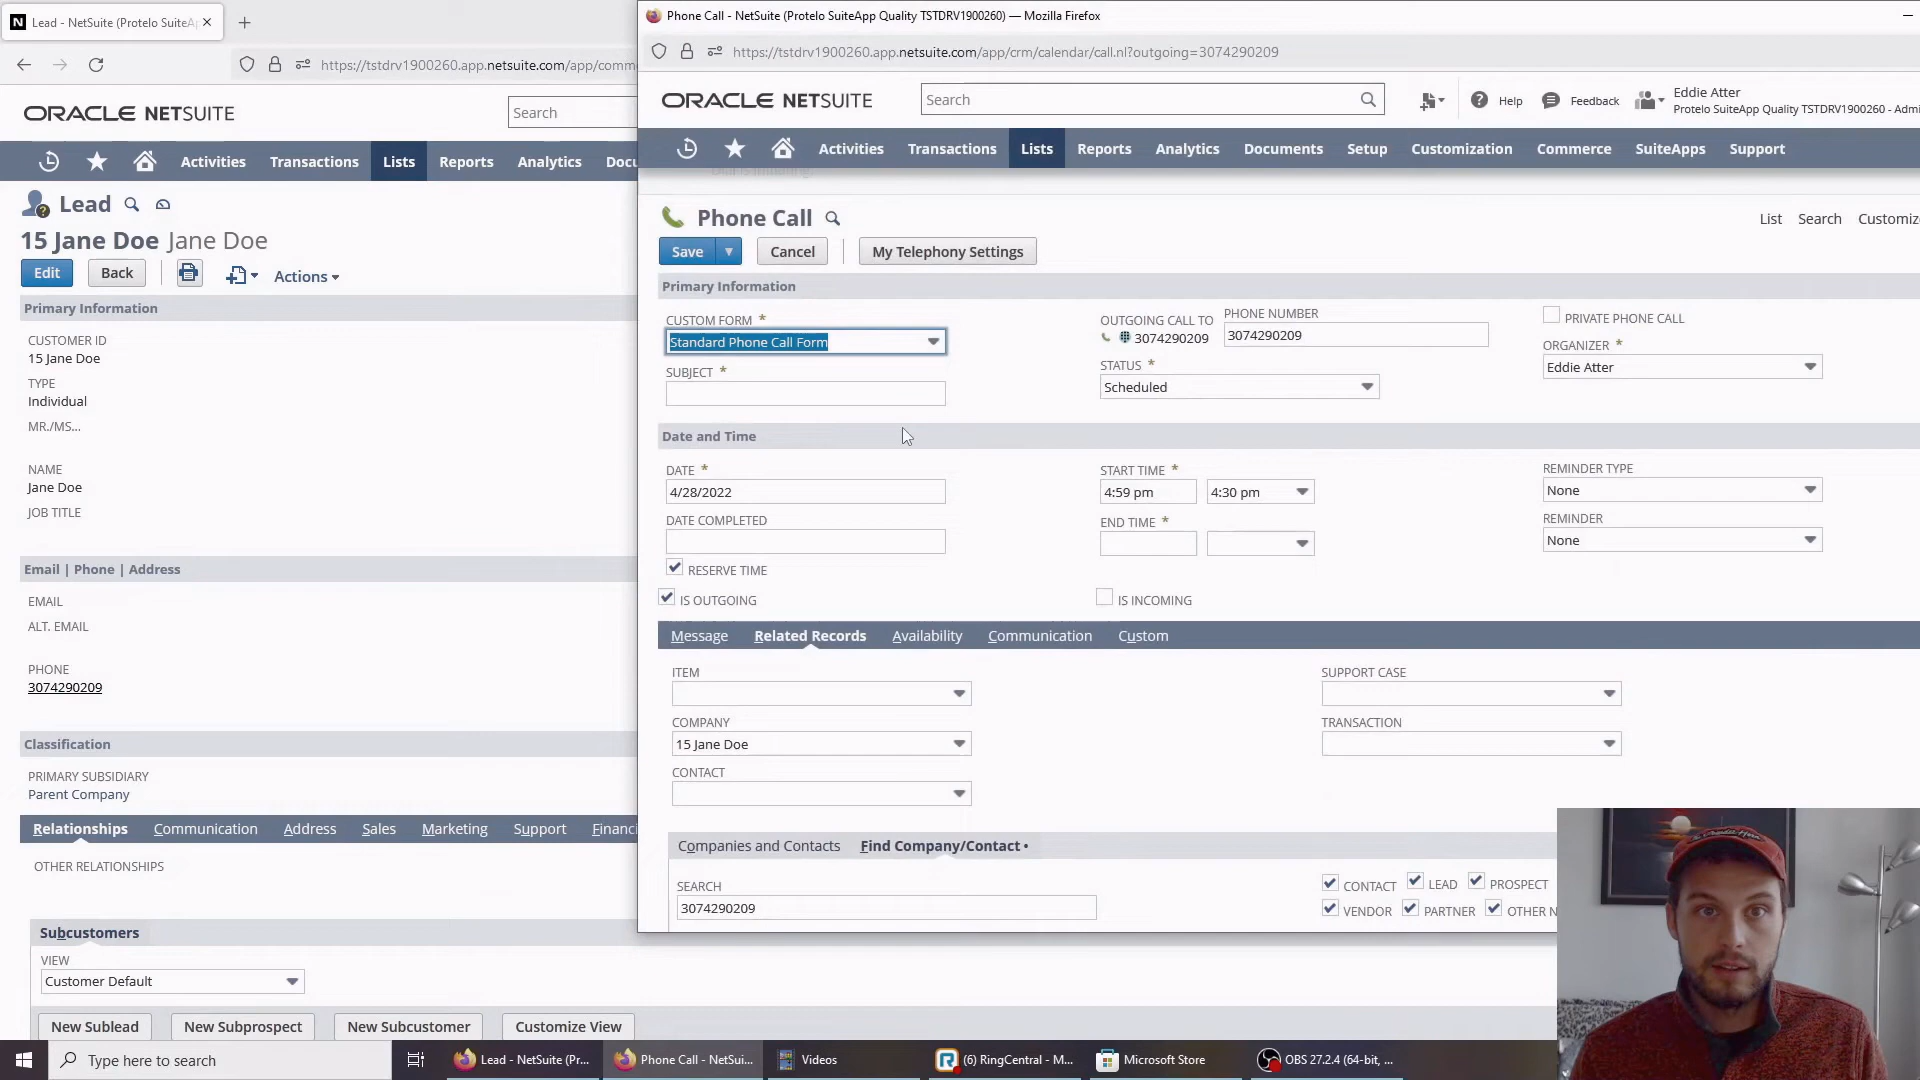 Lead - NetSuite (Protelo SuiteAp
https://tstdrv1900260.app.netsuite.com/app/comm
ORACLE NETSUITE
Search
Activities Transactions Lists Reports Analytics Docu
Lead
15 Jane Doe Jane Doe
Edit Back Actions
Primary Information
CUSTOMER ID
15 Jane Doe
TYPE
Individual
MR./MS...
NAME
Jane Doe
JOB TITLE
Email | Phone | Address
EMAIL
ALT. EMAIL
PHONE
3074290209
Classification
PRIMARY SUBSIDIARY
Parent Company
Relationships Communication Address Sales Marketing Support Financi
OTHER RELATIONSHIPS
Subcustomers
VIEW
Customer Default
New Sublead New Subprospect New Subcustomer Customize View
Phone Call - NetSuite (Protelo SuiteApp Quality TSTDRV1900260) — Mozilla Firefox
https://tstdrv1900260.app.netsuite.com/app/crm/calendar/call.nl?outgoing=3074290209
ORACLE NETSUITE
Search
Help Feedback
Eddie Atter
Protelo SuiteApp Quality TSTDRV1900260 - Admi
Activities Transactions Lists Reports Analytics Documents Setup Customization Commerce SuiteApps Support
Phone Call
List Search Customize
Save Cancel My Telephony Settings
Primary Information
CUSTOM FORM *
Standard Phone Call Form
SUBJECT *
OUTGOING CALL TO
3074290209
PHONE NUMBER
3074290209
STATUS *
Scheduled
PRIVATE PHONE CALL
ORGANIZER *
Eddie Atter
Date and Time
DATE *
4/28/2022
DATE COMPLETED
RESERVE TIME
IS OUTGOING
START TIME *
4:59 pm 4:30 pm
END TIME *
IS INCOMING
REMINDER TYPE
None
REMINDER
None
Message Related Records Availability Communication Custom
ITEM
COMPANY
15 Jane Doe
CONTACT
SUPPORT CASE
TRANSACTION
Companies and Contacts Find Company/Contact •
SEARCH
3074290209
CONTACT LEAD PROSPECT
VENDOR PARTNER OTHER N
Type here to search
Lead - NetSuite (Pr... Phone Call - NetSui... Videos (6) RingCentral - M... Microsoft Store OBS 27.2.4 (64-bit, ...